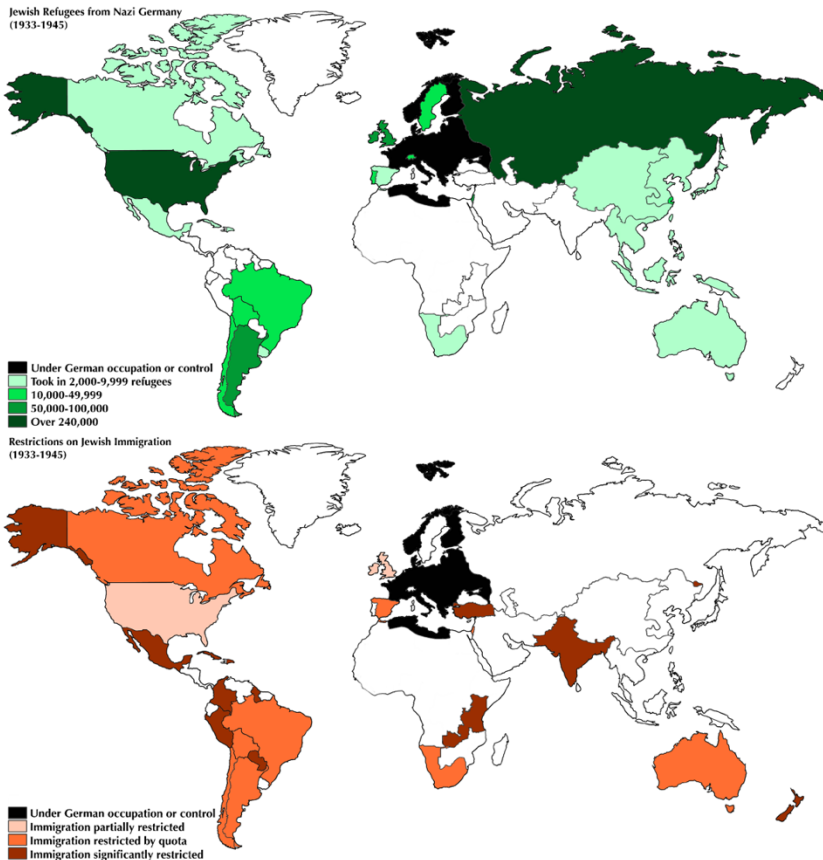 Jewish Refugees from Nazi Germany
(1933-1945)
Under German occupation or control
Took in 2,000-9,999 refugees
10,000-49,999
50,000-100,000
Over 240,000
Restrictions on Jewish Immigration
(1933-1945)
Under German occupation or control
Immigration partially restricted
Immigration restricted by quota
Immigration significantly restricted